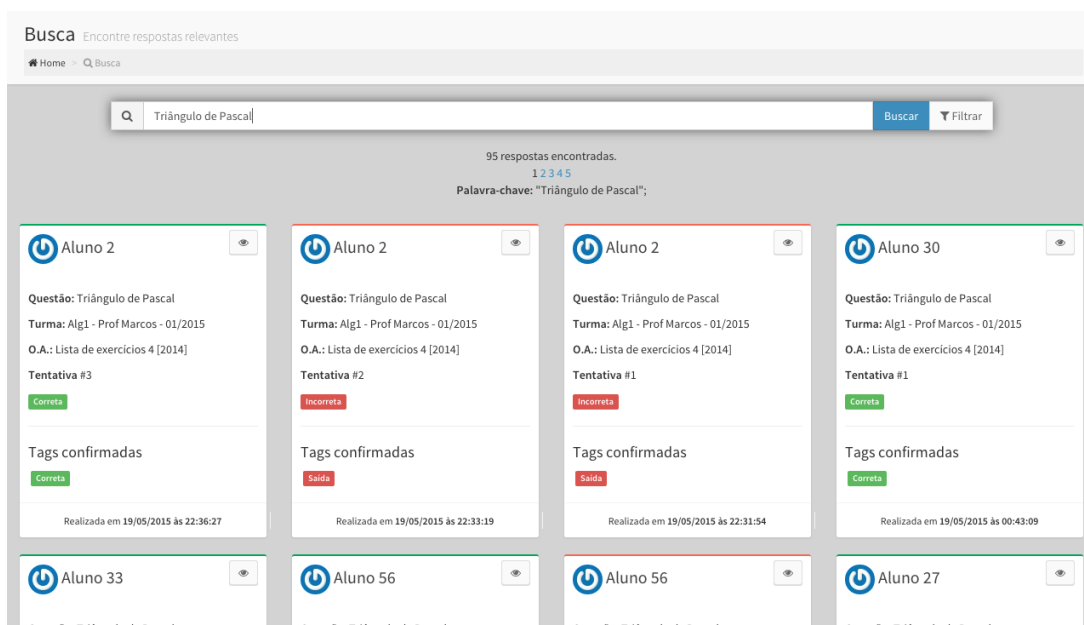 Busca Encontre respostas relevantes
Home > Busca
Triângulo de Pascal
Buscar
Filtrar
95 respostas encontradas.
1 2 3 4 5
Palavra-chave: "Triângulo de Pascal";
Aluno 2
Questão: Triângulo de Pascal
Turma: Alg1 - Prof Marcos - 01/2015
O.A.: Lista de exercícios 4 [2014]
Tentativa #3
Correta
Tags confirmadas
Correta
Realizada em 19/05/2015 às 22:36:27
Aluno 2
Questão: Triângulo de Pascal
Turma: Alg1 - Prof Marcos - 01/2015
O.A.: Lista de exercícios 4 [2014]
Tentativa #2
Incorreta
Tags confirmadas
Saída
Realizada em 19/05/2015 às 22:33:19
Aluno 2
Questão: Triângulo de Pascal
Turma: Alg1 - Prof Marcos - 01/2015
O.A.: Lista de exercícios 4 [2014]
Tentativa #1
Incorreta
Tags confirmadas
Saída
Realizada em 19/05/2015 às 22:31:54
Aluno 30
Questão: Triângulo de Pascal
Turma: Alg1 - Prof Marcos - 01/2015
O.A.: Lista de exercícios 4 [2014]
Tentativa #1
Correta
Tags confirmadas
Correta
Realizada em 19/05/2015 às 00:43:09
Aluno 33
Aluno 56
Aluno 56
Aluno 27